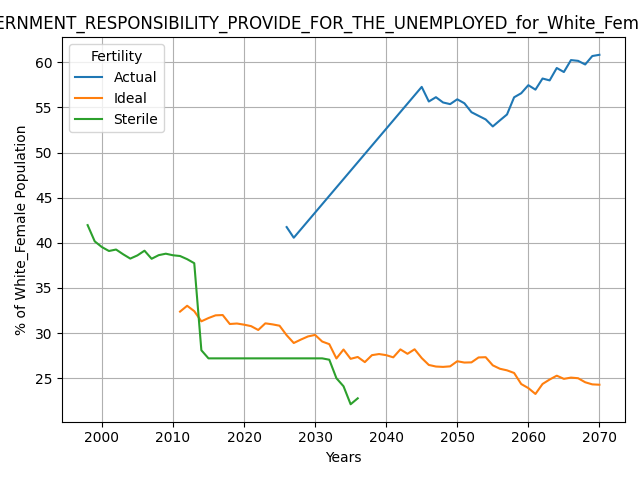 ERNMENT_RESPONSIBILITY_PROVIDE_FOR_THE_UNEMPLOYED_for_White_Fem
Fertility
Actual
Ideal
Sterile
% of White_Female Population
60
55
50
45
40
35
30
25
2000 2010 2020 2030 2040 2050 2060 2070
Years